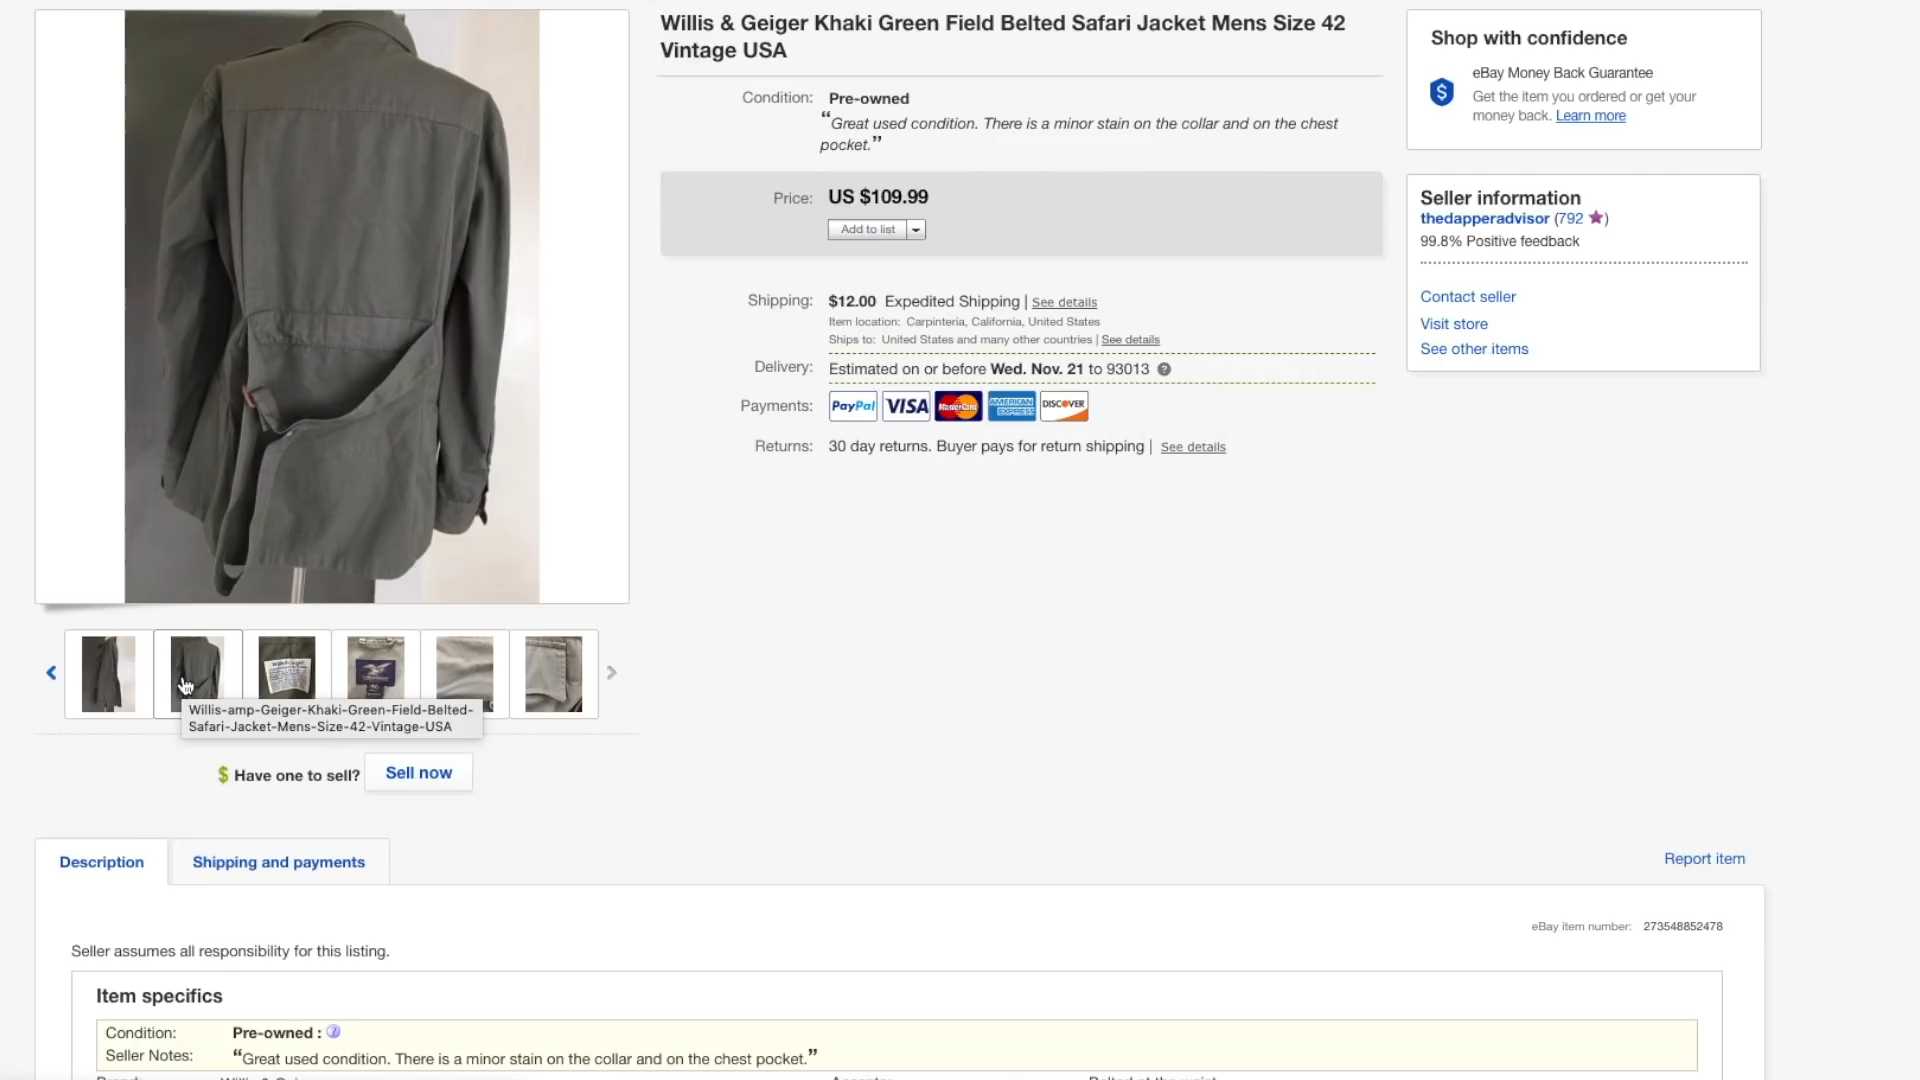 Willis & Geiger Khaki Green Field Belted Safari Jacket Mens Size 42
Vintage USA
Condition: Pre-owned
“Great used condition. There is a minor stain on the collar and on the chest
pocket.”
Price: US $109.99
Add to list
Shipping: $12.00 Expedited Shipping | See details
Item location: Carpinteria, California, United States
Ships to: United States and many other countries | See details
Delivery: Estimated on or before Wed. Nov. 21 to 93013
Payments: PayPal VISA MasterCard AMERICAN EXPRESS DISCOVER
Returns: 30 day returns. Buyer pays for return shipping | See details
Shop with confidence
eBay Money Back Guarantee
Get the item you ordered or get your
money back. Learn more
Seller information
thedapperadvisor (792)
99.8% Positive feedback
Contact seller
Visit store
See other items
Willis-amp-Geiger-Khaki-Green-Field-Belted-
Safari-Jacket-Mens-Size-42-Vintage-USA
$ Have one to sell? Sell now
Description
Shipping and payments
Report item
eBay item number: 273548852478
Seller assumes all responsibility for this listing.
Item specifics
Condition: Pre-owned :
Seller Notes: “Great used condition. There is a minor stain on the collar and on the chest pocket.”